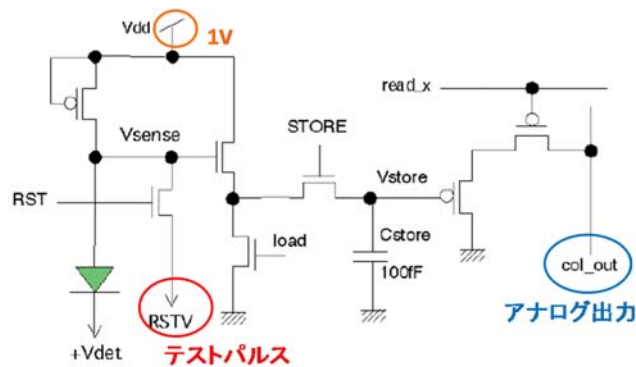 Vdd
1V
read_x
STORE
Vsense
Vstore
RST
load
Cstore
100fF
RSTV
col_out
+Vdet
テストパルス
アナログ出力